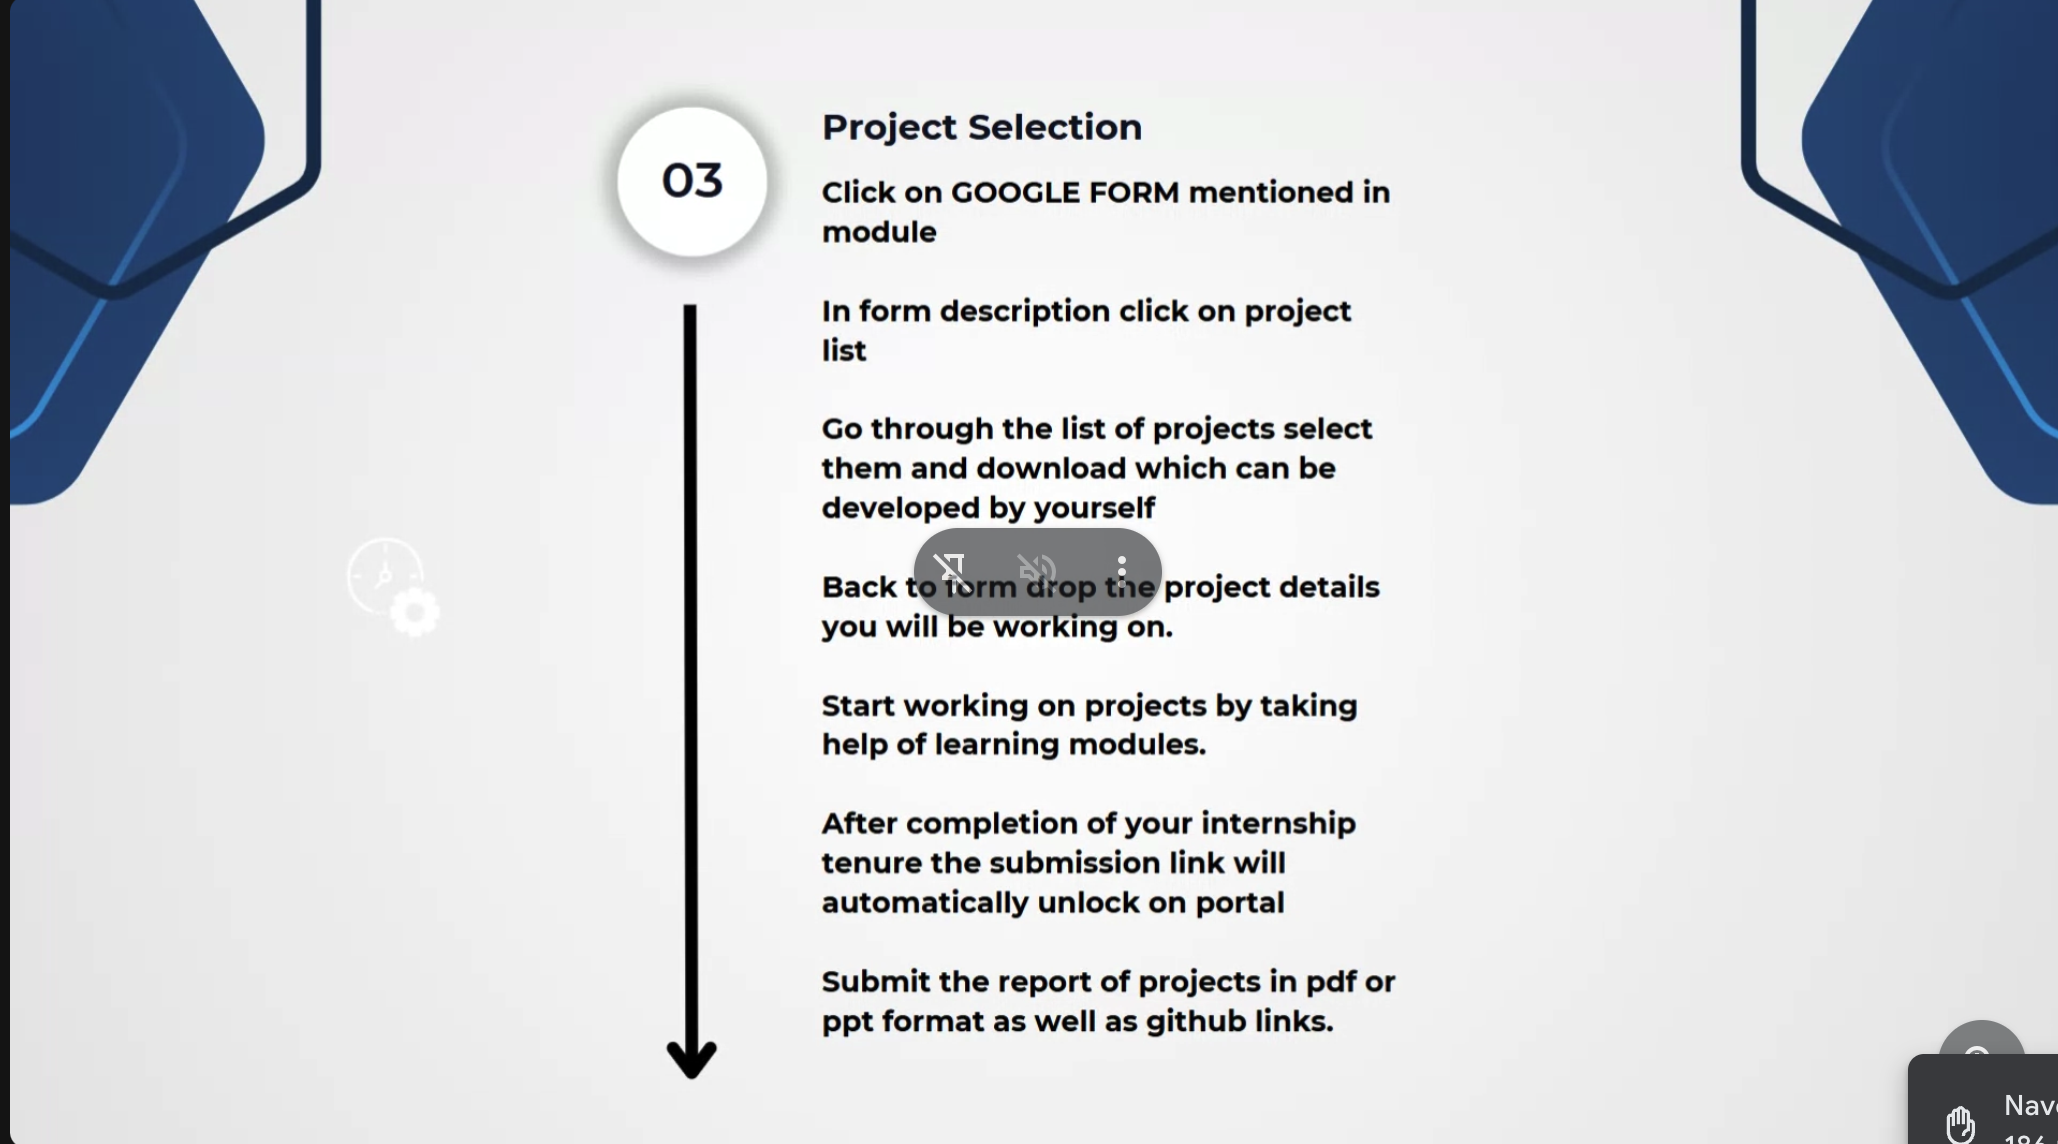 03
Project Selection
Click on GOOGLE FORM mentioned in
module
In form description click on project
list
Go through the list of projects select
them and download which can be
developed by yourself
Back to form drop the project details
you will be working on.
Start working on projects by taking
help of learning modules.
After completion of your internship
tenure the submission link will
automatically unlock on portal
Submit the report of projects in pdf or
ppt format as well as github links.